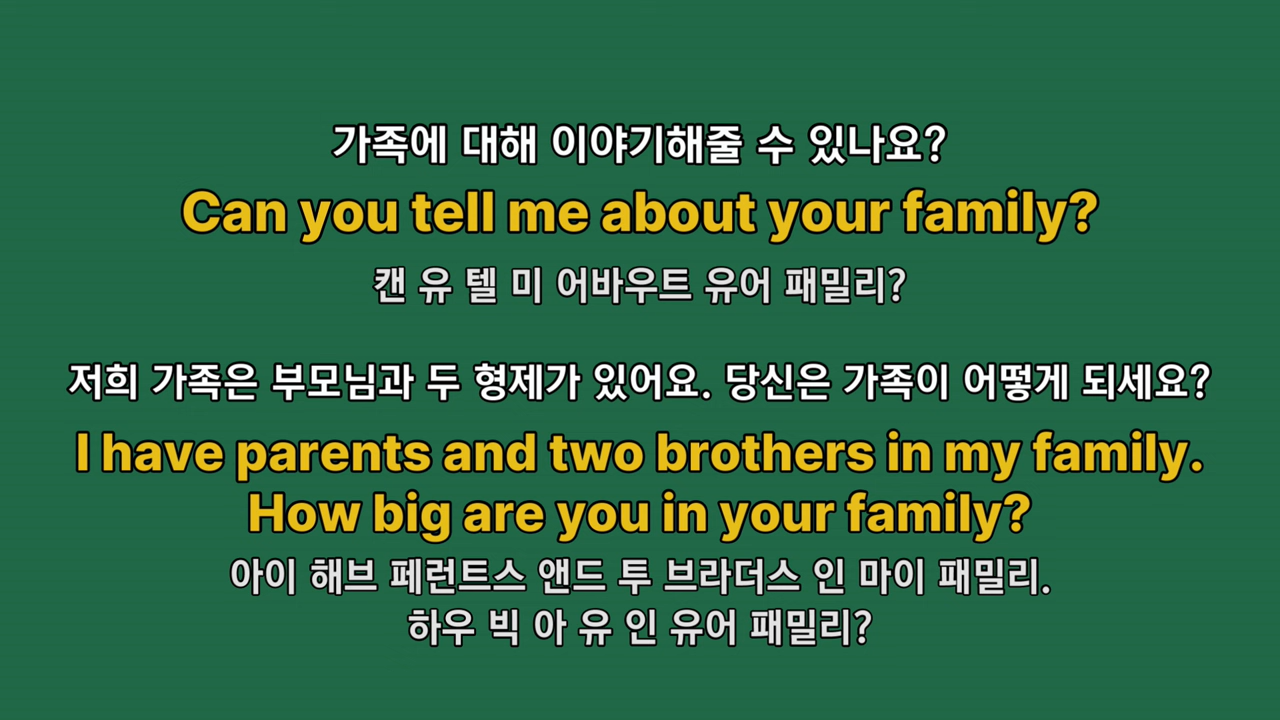 가족에 대해 이야기해줄 수 있나요?
Can you tell me about your family?
캔 유 텔 미 어바우트 유어 패밀리?
저희 가족은 부모님과 두 형제가 있어요. 당신은 가족이 어떻게 되세요?
I have parents and two brothers in my family.
How big are you in your family?
아이 해브 페런트스 앤드 투 브라더스 인 마이 패밀리.
하우 빅 아 유 인 유어 패밀리?